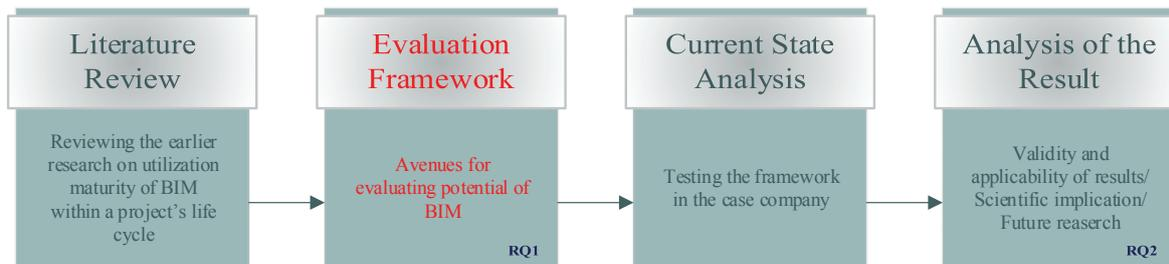 Literature
Review
Reviewing the earlier
research on utilization
maturity of BIM
within a project's life
cycle
Evaluation
Framework
Avenues for
evaluating potential of
BIM
RQ1
Current State
Analysis
Testing the framework
in the case company
Analysis of the
Result
Validity and
applicability of results/
Scientific implication/
Future reaserch
RQ2